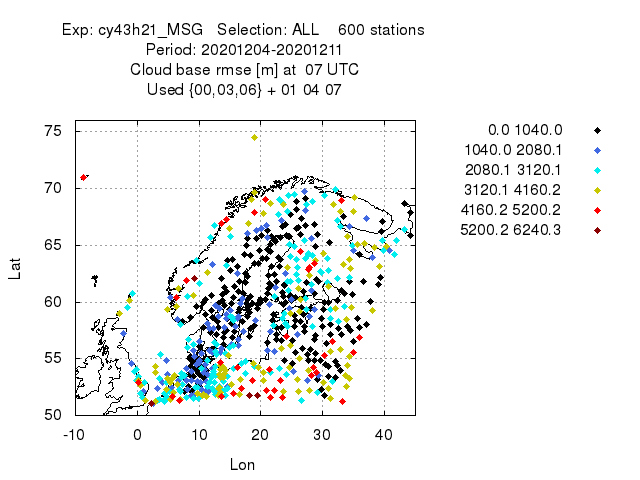 Exp: cy43h21_MSG   Selection: ALL    600 stations
Period: 20201204-20201211
Cloud base rmse [m] at  07 UTC
Used {00,03,06} + 01 04 07
0.0 1040.0
1040.0 2080.1
2080.1 3120.1
3120.1 4160.2
4160.2 5200.2
5200.2 6240.3
75
70
65
60
55
50
Lat
-10 0 10 20 30 40
Lon